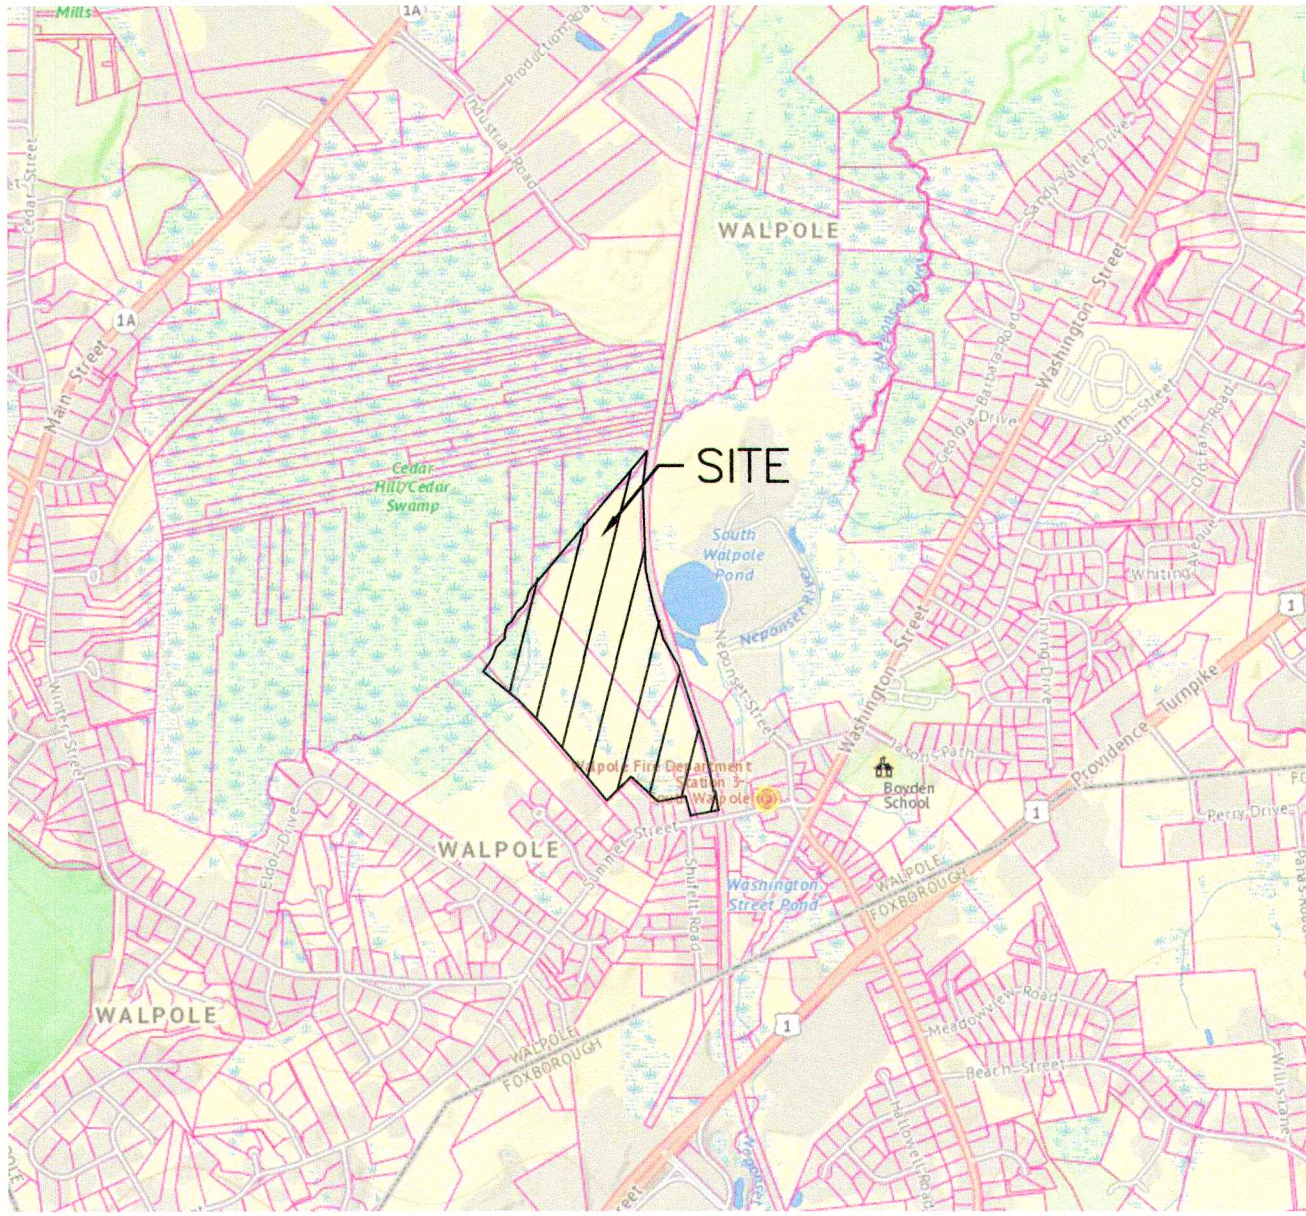 Mills
1A
Production Road
Industrial Road
Cedar Street
Sandy Valley Drive
WALPOLE
Washington Street
Neponset River
1A
Main Street
Georgia Drive
Barbara Road
South Street
Old Farm Road
SITE
Cedar
Hill/Cedar
Swamp
South
Walpole
Pond
Whiting
Avenue
1
Neponset River
Irving Drive
Neponset Street
Washington Street
Winter Street
Providence Turnpike
Walpole Fire Department
Station 3
South Walpole
Boyden
School
1
Perry Drive
Summer Street
WALPOLE
Eldor Drive
Shufelt Road
WALPOLE
FOXBOROUGH
Washington
Street Pond
WALPOLE
1
Meadowview Road
WALPOLE
FOXBOROUGH
Beach Street
Willis Lane
Hallowell Road
Neponset
reet